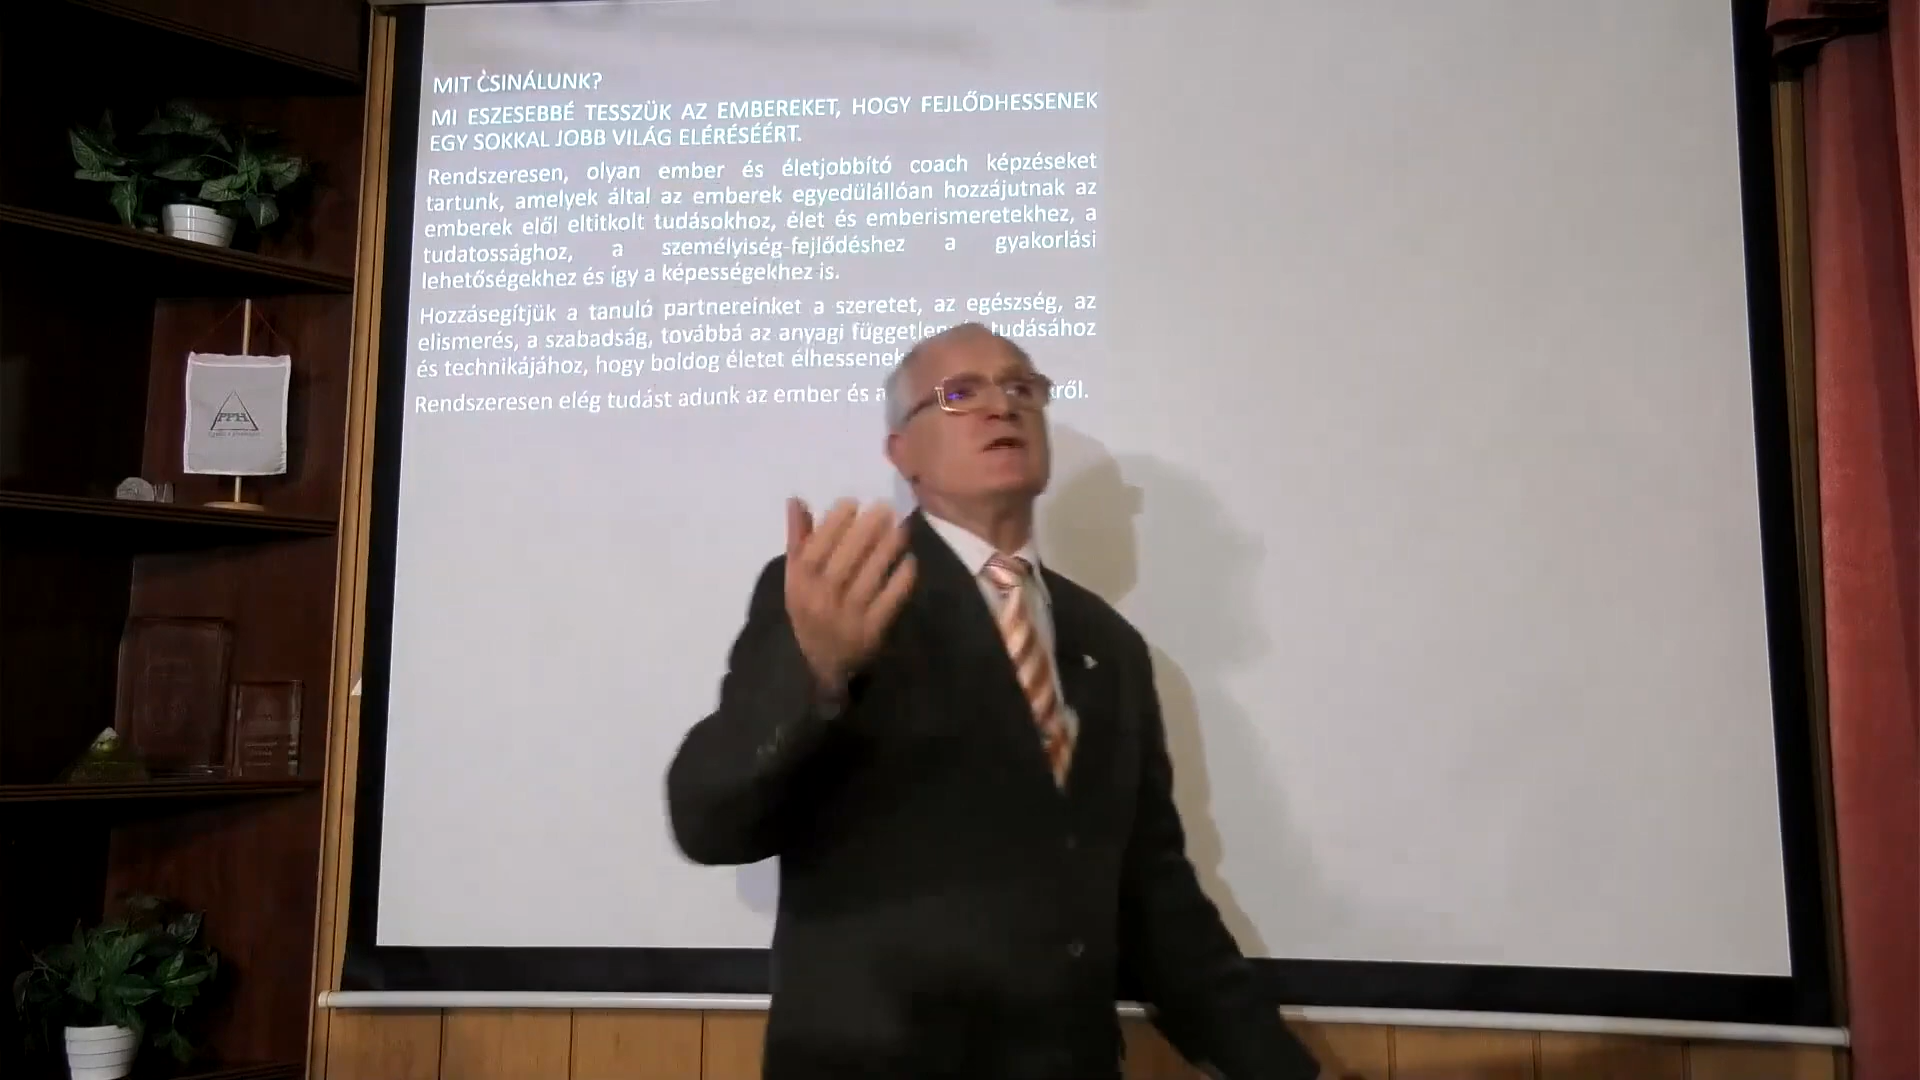 MIT CSINÁLUNK?
MI ESZESEBBÉ TESSZÜK AZ EMBEREKET, HOGY FEJLŐDHESSENEK
EGY SOKKAL JOBB VILÁG ELÉRÉSÉÉRT.
Rendszeresen, olyan ember és életjobbító coach képzéseket
tartunk, amelyek által az emberek egyedülállóan hozzájutnak az
emberek elől eltitkolt tudásokhoz, élet és emberismeretekhez, a
tudatossághoz, a személyiség-fejlődéshez a gyakorlási
lehetőségekhez és így a képességekhez is.
Hozzásegítjük a tanuló partnereinket a szeretet, az egészség, az
elismerés, a szabadság, továbbá az anyagi tudásához
és technikájához, hogy boldog életet élhessenek
Rendszeresen elég tudást adunk az ember és a
PPH